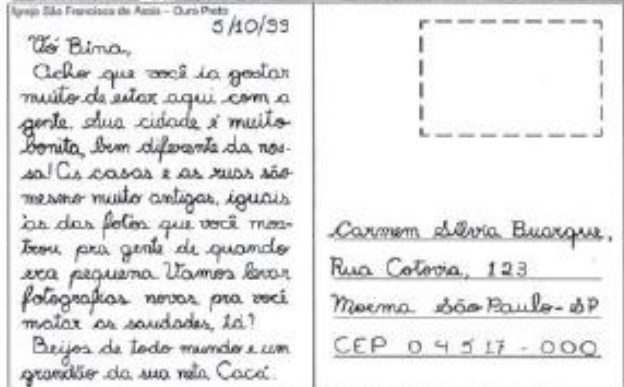 Igreja São Francisco de Assis - Ouro Preto
5/10/99
Vó Bima,
Acho que você ia gostar
muito de estar aqui com a
gente. Sua cidade é muito
bonita, bem diferente da nos-
sa! As casas e as ruas são
mesmo muito antigas, iguais
às das fotos que você mos-
trou pra gente de quando
era pequena. Vamos levar
fotografias novas pra você
matar as saudades, tá?
Beijos de todo mundo e um
grandão da sua neta Cacá.
Carmem Silvia Buarque,
Rua Cotovia, 123
Moema São Paulo-SP
CEP 04517-000